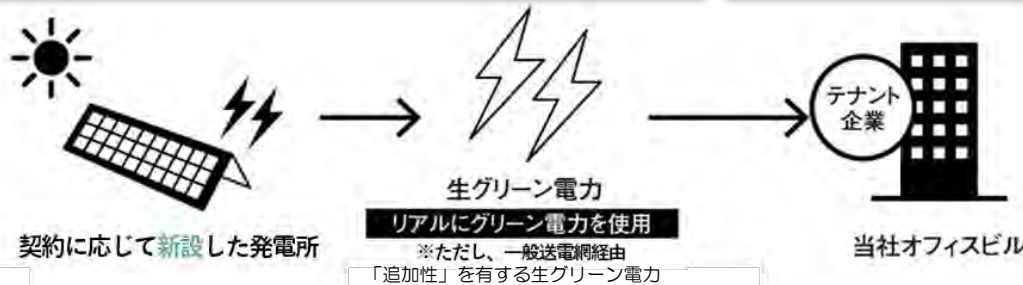 テナント
企業
生グリーン電力
リアルにグリーン電力を使用
※ただし、一般送電網経由
契約に応じて新設した発電所
当社オフィスビル
「追加性」を有する生グリーン電力